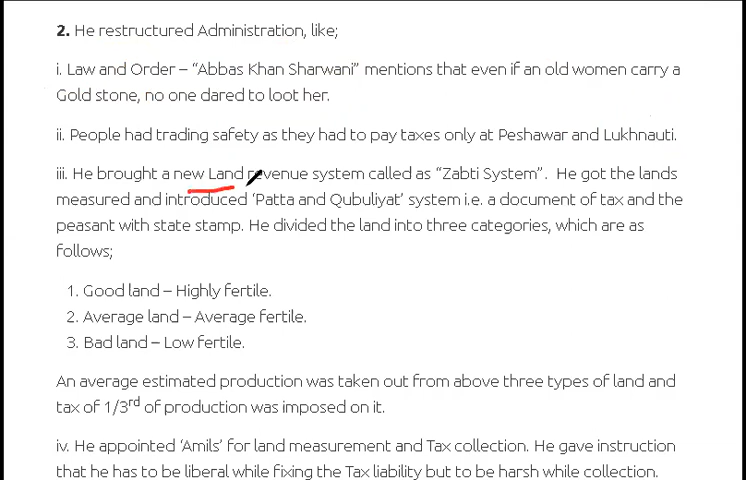 2. He restructured Administration, like;
i. Law and Order – “Abbas Khan Sharwani” mentions that even if an old women carry a
Gold stone, no one dared to loot her.
ii. People had trading safety as they had to pay taxes only at Peshawar and Lukhnauti.
iii. He brought a new Land revenue system called as “Zabti System”. He got the lands
measured and introduced ‘Patta and Qubuliyat’ system i.e. a document of tax and the
peasant with state stamp. He divided the land into three categories, which are as
follows;
1. Good land – Highly fertile.
2. Average land – Average fertile.
3. Bad land – Low fertile.
An average estimated production was taken out from above three types of land and
tax of 1/3rd of production was imposed on it.
iv. He appointed ‘Amils’ for land measurement and Tax collection. He gave instruction
that he has to be liberal while fixing the Tax liability but to be harsh while collection.